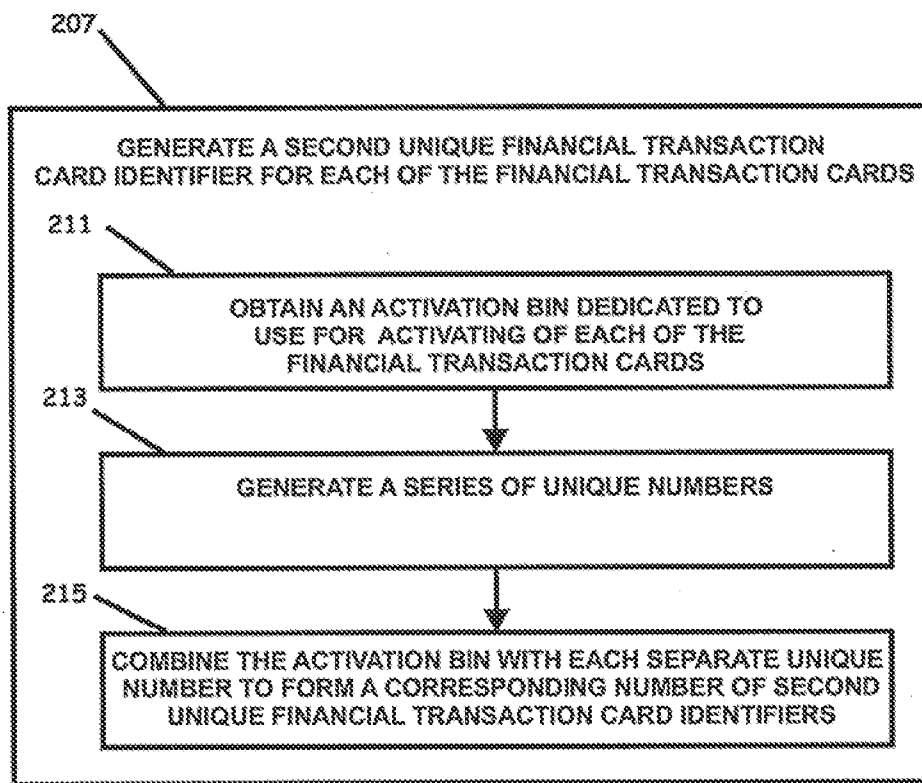 207
GENERATE A SECOND UNIQUE FINANCIAL TRANSACTION
CARD IDENTIFIER FOR EACH OF THE FINANCIAL TRANSACTION CARDS
211
OBTAIN AN ACTIVATION BIN DEDICATED TO
USE FOR ACTIVATING OF EACH OF THE
FINANCIAL TRANSACTION CARDS
213
GENERATE A SERIES OF UNIQUE NUMBERS
215
COMBINE THE ACTIVATION BIN WITH EACH SEPARATE UNIQUE
NUMBER TO FORM A CORRESPONDING NUMBER OF SECOND
UNIQUE FINANCIAL TRANSACTION CARD IDENTIFIERS